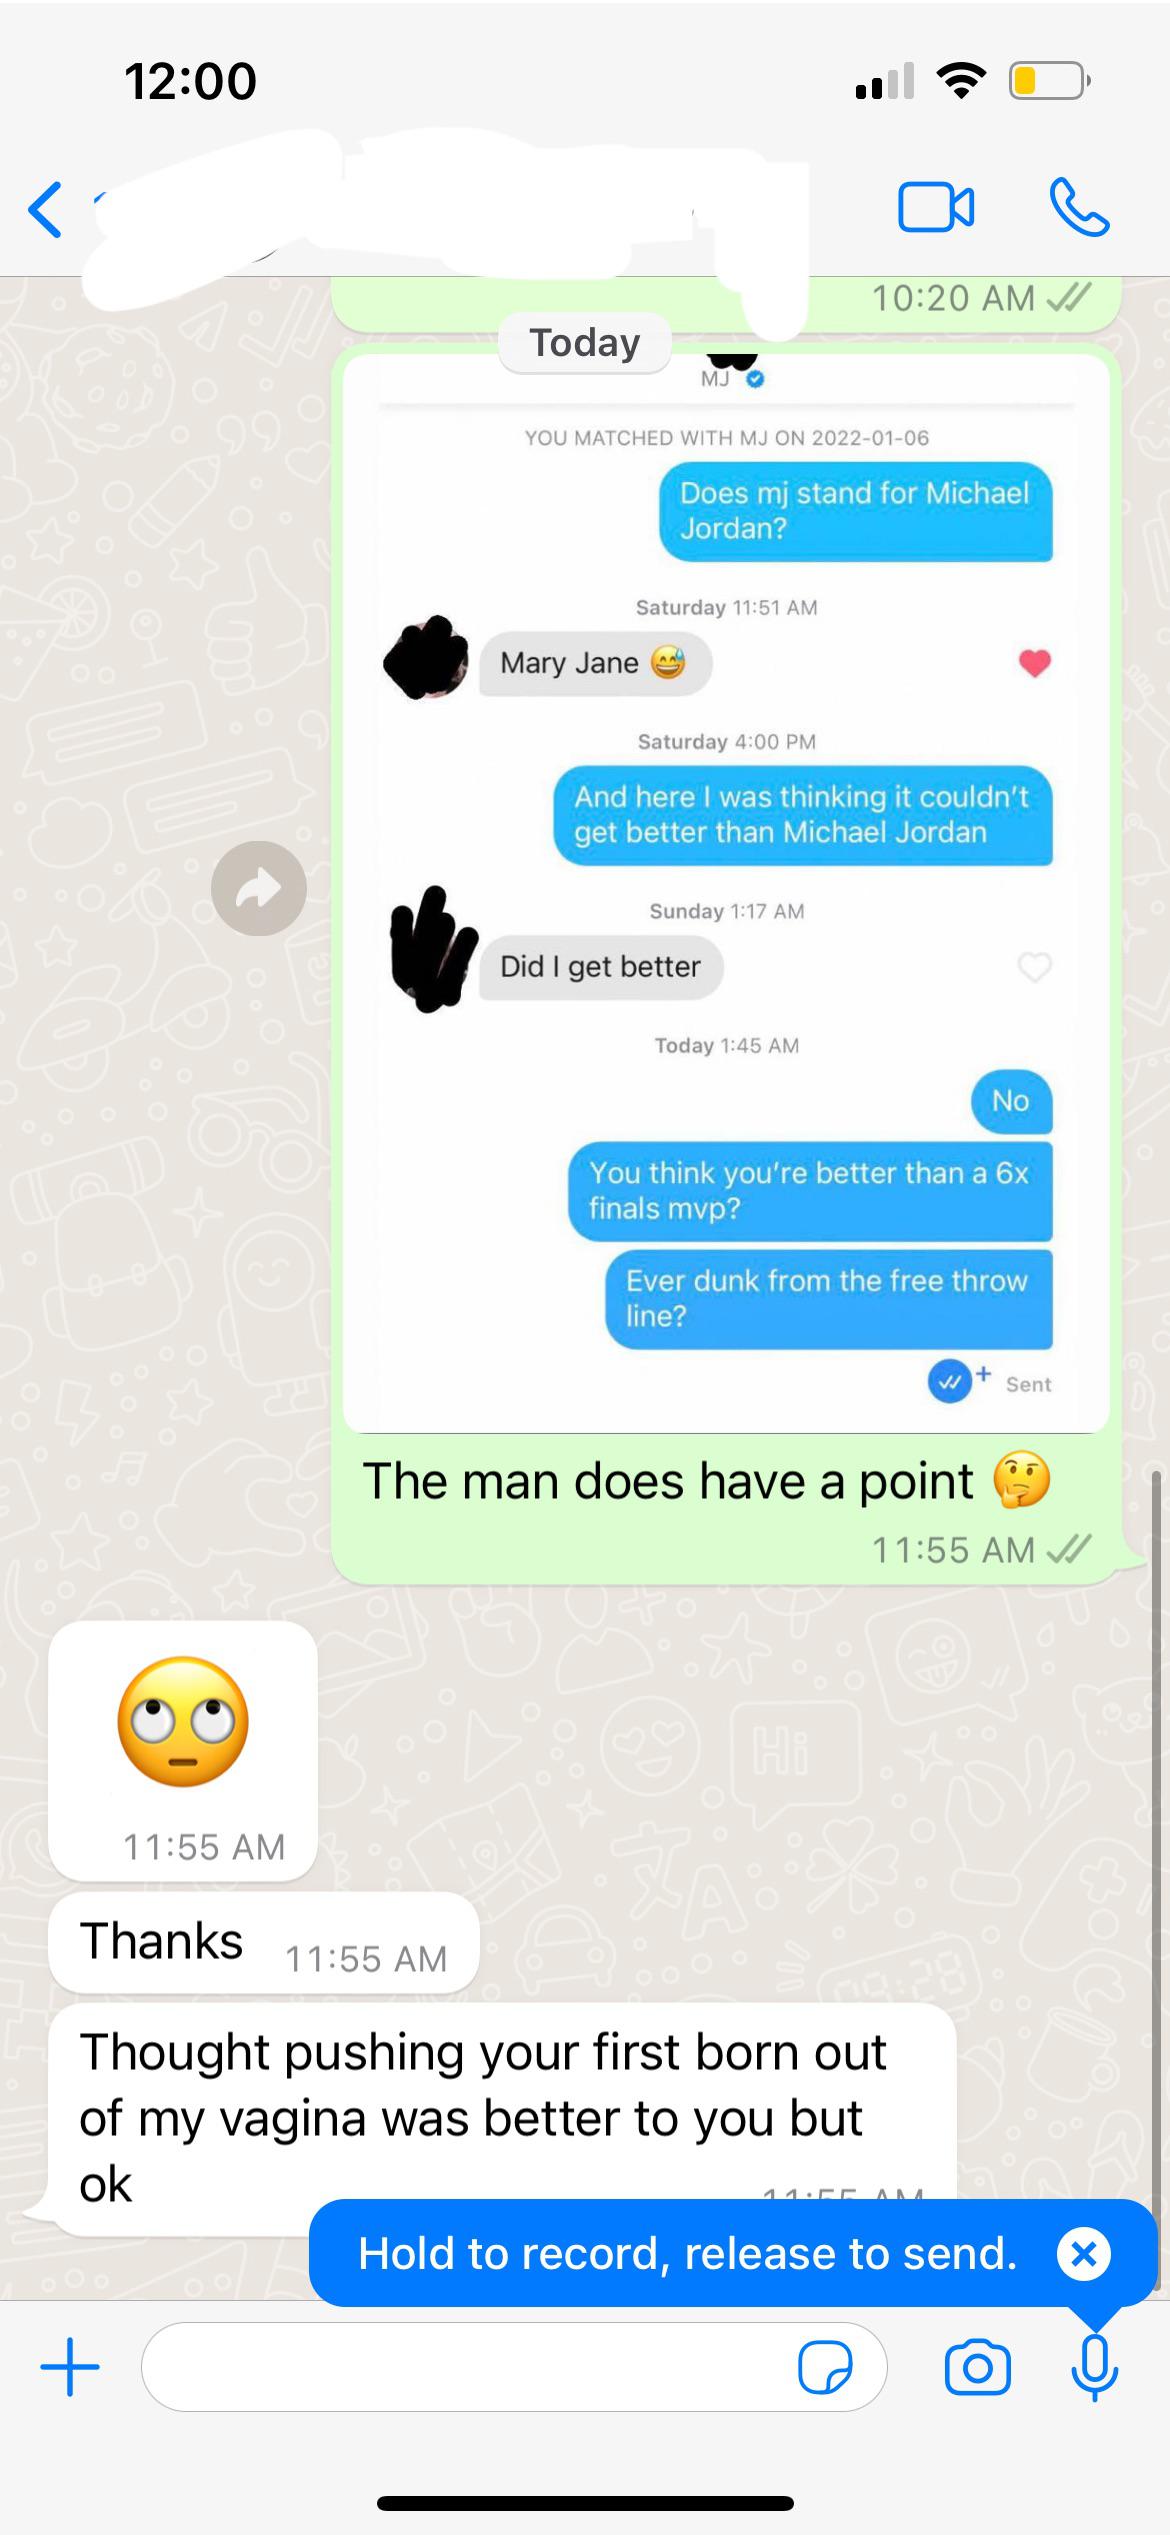 12:00
10:20 AM
Today
MJ
YOU MATCHED WITH MJ ON 2022-01-06
Does mj stand for Michael
Jordan?
Saturday 11:51 AM
Mary Jane 😅
Saturday 4:00 PM
And here I was thinking it couldn't
get better than Michael Jordan
Sunday 1:17 AM
Did I get better
Today 1:45 AM
No
You think you're better than a 6x
finals mvp?
Ever dunk from the free throw
line?
Sent
The man does have a point 🤔
11:55 AM
🙄
11:55 AM
Thanks 11:55 AM
Thought pushing your first born out
of my vagina was better to you but
ok
11:55 AM
Hold to record, release to send.